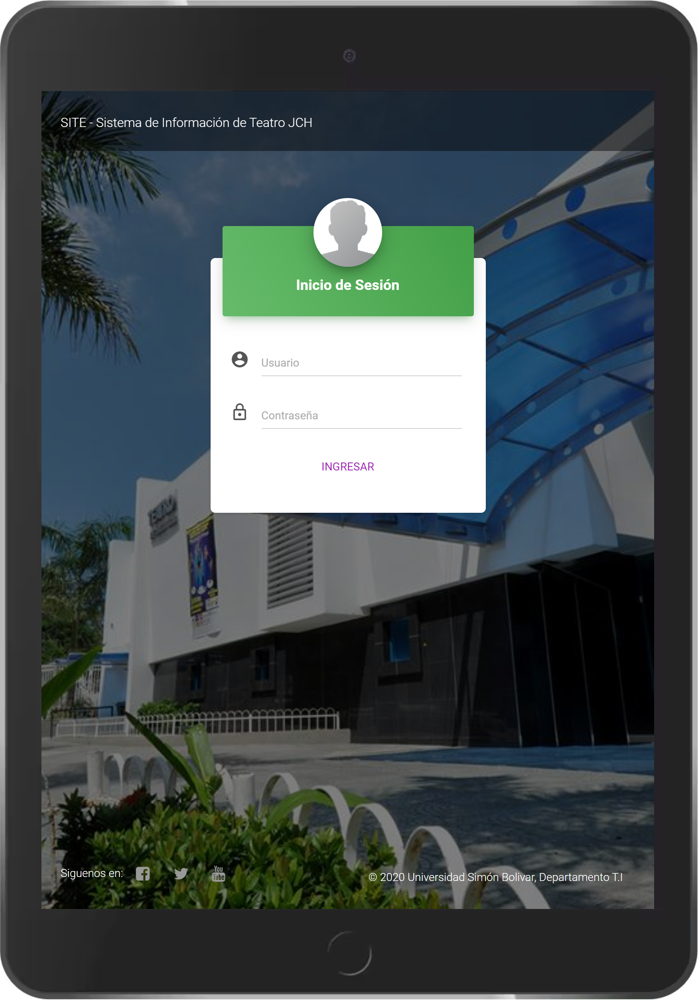 SITE - Sistema de Información de Teatro JCH
Inicio de Sesión
Usuario
Contraseña
INGRESAR
TEATRO
Siguenos en:
You
Tube
© 2020 Universidad Simón Bolivar, Departamento T.I